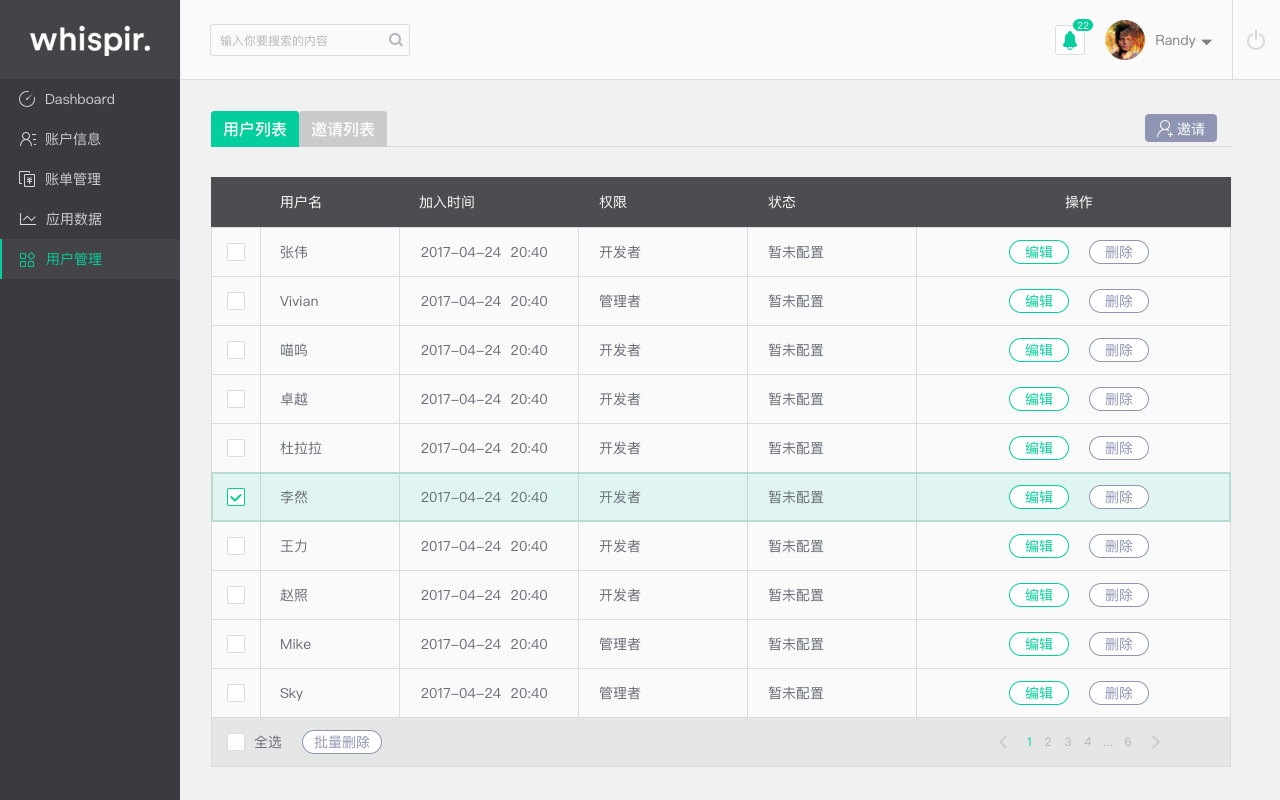 whispir.
输入你要搜索的内容
22
Randy
Dashboard
账户信息
账单管理
应用数据
用户管理
用户列表 邀请列表 邀请
用户名 加入时间 权限 状态 操作
张伟 2017-04-24 20:40 开发者 暂未配置 编辑 删除
Vivian 2017-04-24 20:40 管理者 暂未配置 编辑 删除
喵呜 2017-04-24 20:40 开发者 暂未配置 编辑 删除
卓越 2017-04-24 20:40 开发者 暂未配置 编辑 删除
杜拉拉 2017-04-24 20:40 开发者 暂未配置 编辑 删除
李然 2017-04-24 20:40 开发者 暂未配置 编辑 删除
王力 2017-04-24 20:40 开发者 暂未配置 编辑 删除
赵照 2017-04-24 20:40 开发者 暂未配置 编辑 删除
Mike 2017-04-24 20:40 管理者 暂未配置 编辑 删除
Sky 2017-04-24 20:40 管理者 暂未配置 编辑 删除
全选 批量删除 1 2 3 4 ... 6